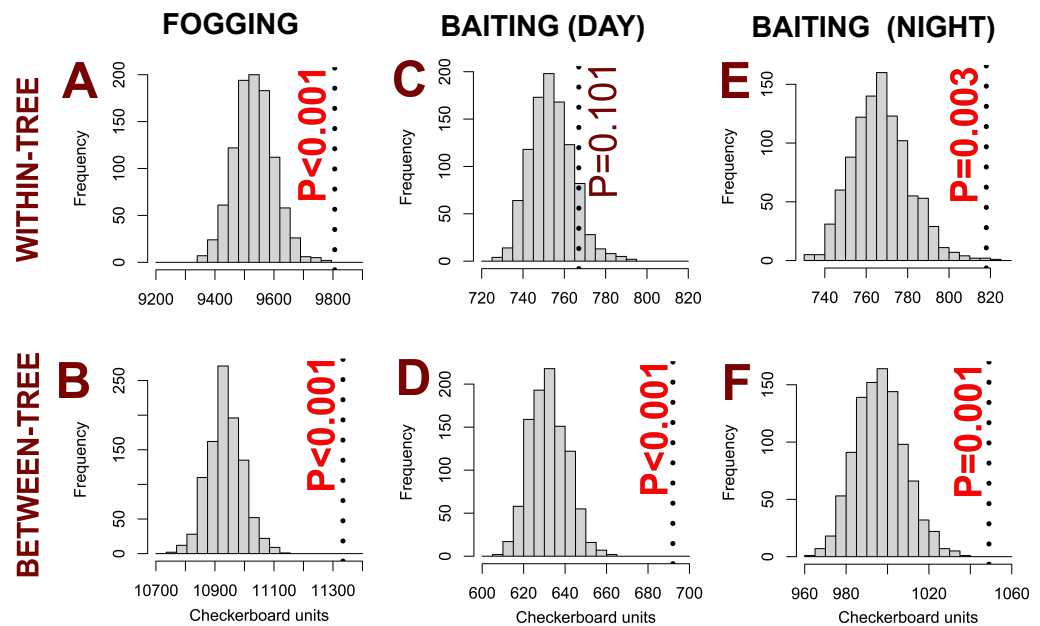 FOGGING
BAITING (DAY)
BAITING (NIGHT)
WITHIN-TREE
A
Frequency
0 50 100 150 200
P<0.001
9200 9400 9600 9800
C
Frequency
0 50 100 150 200
P=0.101
720 740 760 780 800 820
E
Frequency
0 50 100 150
P=0.003
740 760 780 800 820
BETWEEN-TREE
B
Frequency
0 50 150 250
P<0.001
10700 10900 11100 11300
Checkerboard units
D
Frequency
0 50 100 150 200
P<0.001
600 620 640 660 680 700
Checkerboard units
F
Frequency
0 50 100 150
P=0.001
960 980 1020 1060
Checkerboard units